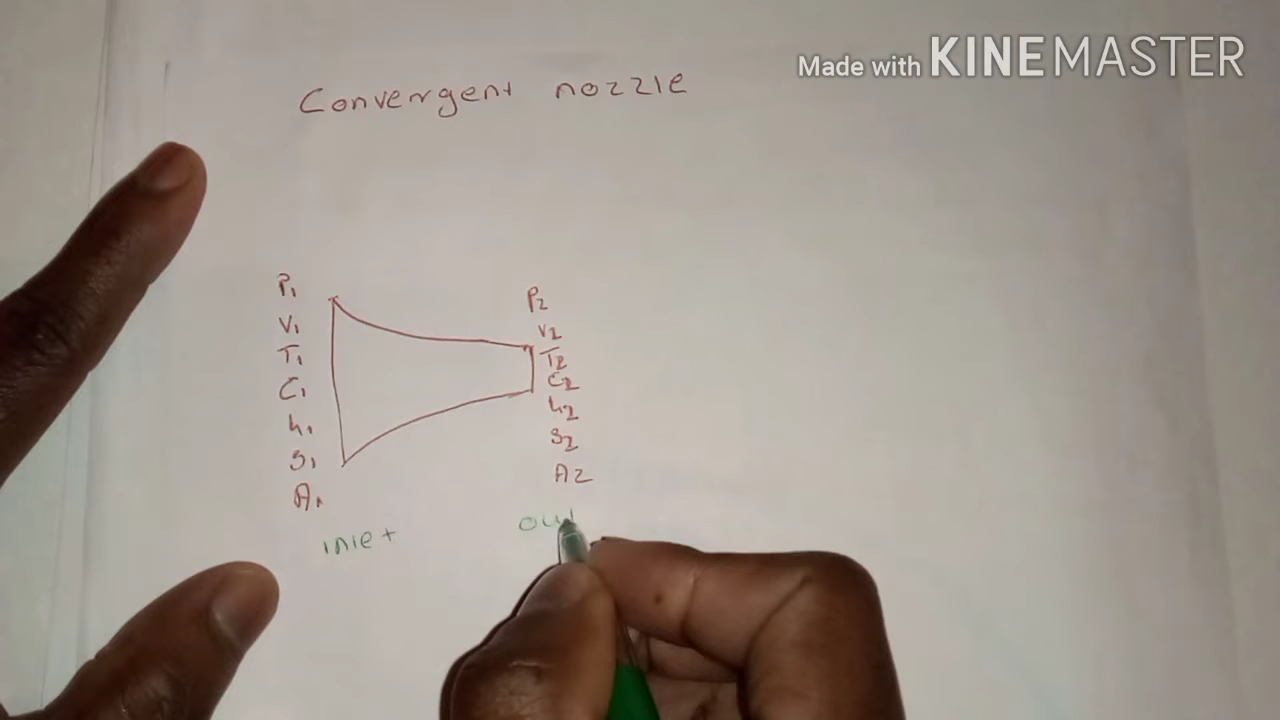 Made with KINEMASTER
Convergent nozzle
P1
V1
T1
C1
h1
S1
A1
P2
V2
T2
C2
h2
S2
A2
inlet
out